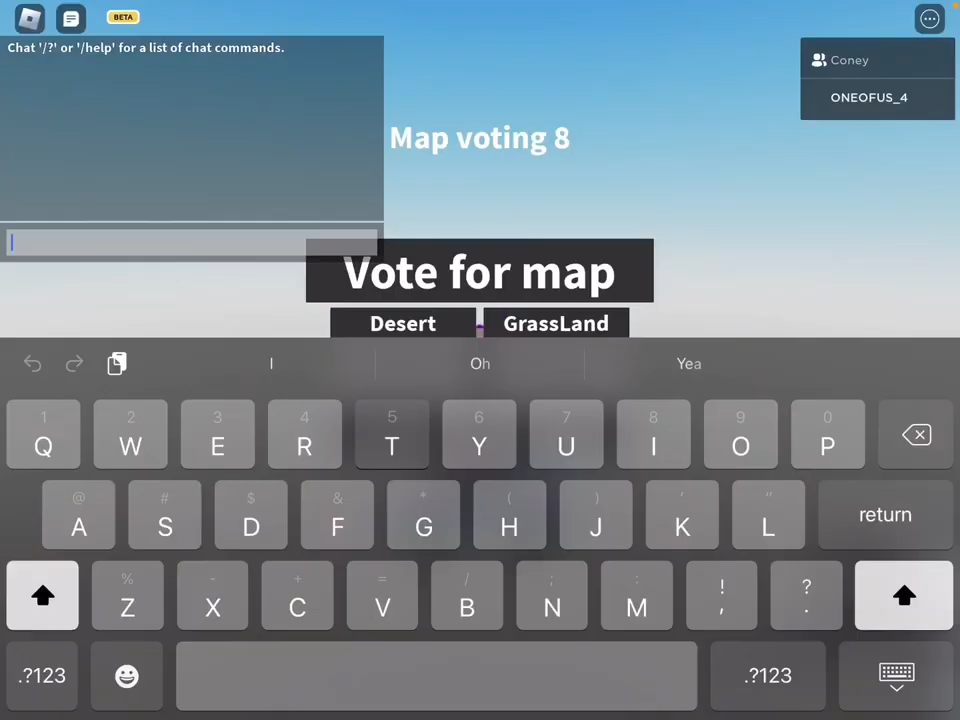 BETA
Chat '/?' or '/help' for a list of chat commands.
Coney
ONEOFUS_4
Map voting 8
Vote for map
Desert GrassLand
I Oh Yea
1 2 3 4 5 6 7 8 9 0
Q W E R T Y U I O P
@ # $ & * ( ) ' "
A S D F G H J K L return
% - + = / ; : ! ?
Z X C V B N M , .
.?123 .?123